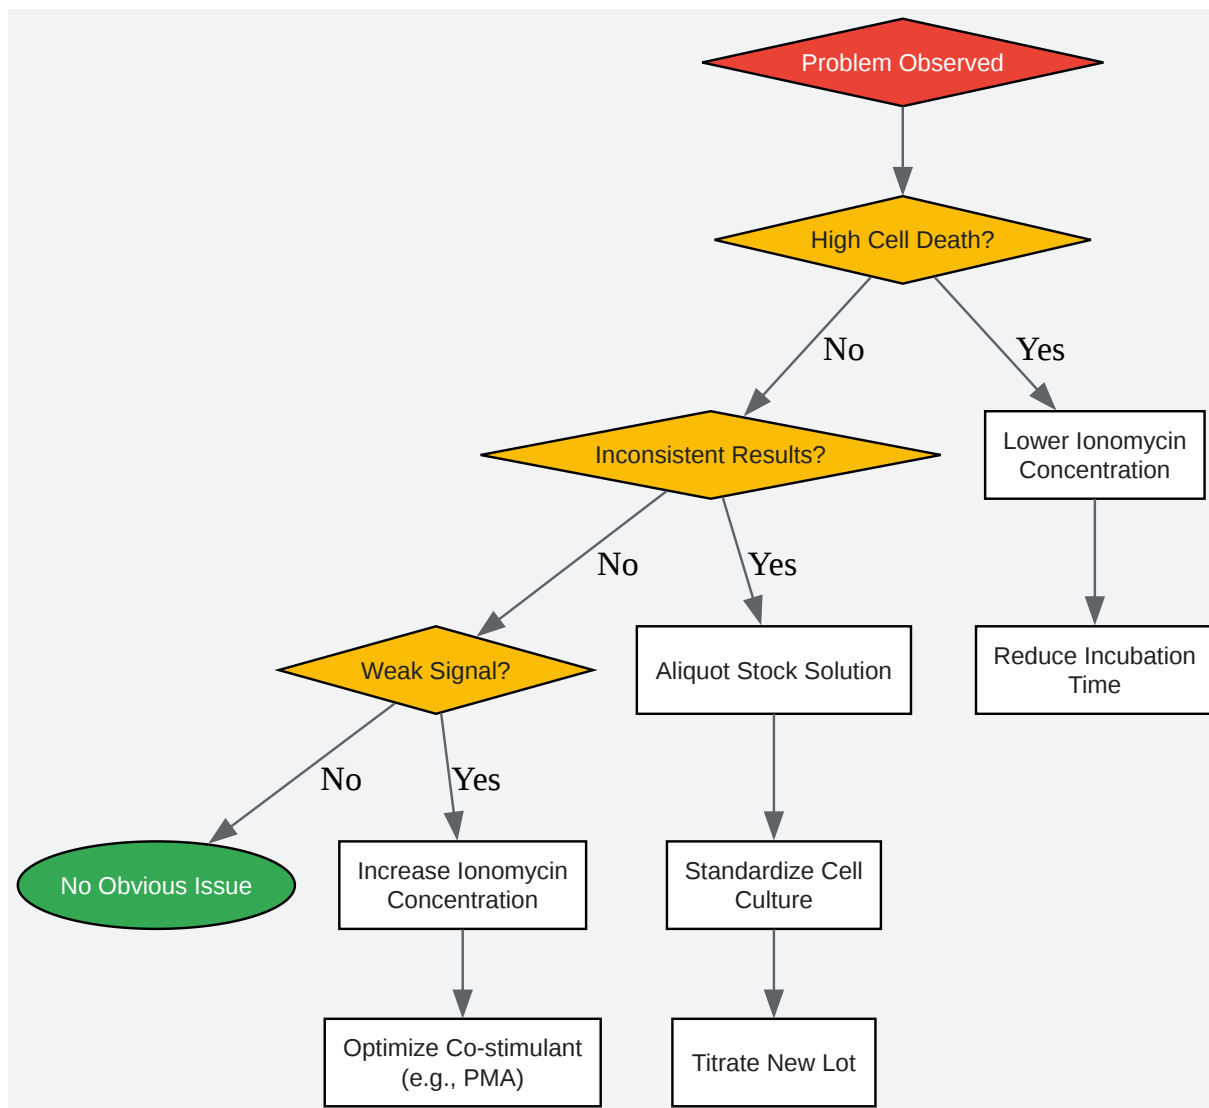 Problem Observed
High Cell Death?
No
Yes
Inconsistent Results?
Lower Ionomycin
Concentration
No
Yes
Weak Signal?
Aliquot Stock Solution
Reduce Incubation
Time
No
Yes
No Obvious Issue
Increase Ionomycin
Concentration
Standardize Cell
Culture
Optimize Co-stimulant
(e.g., PMA)
Titrate New Lot